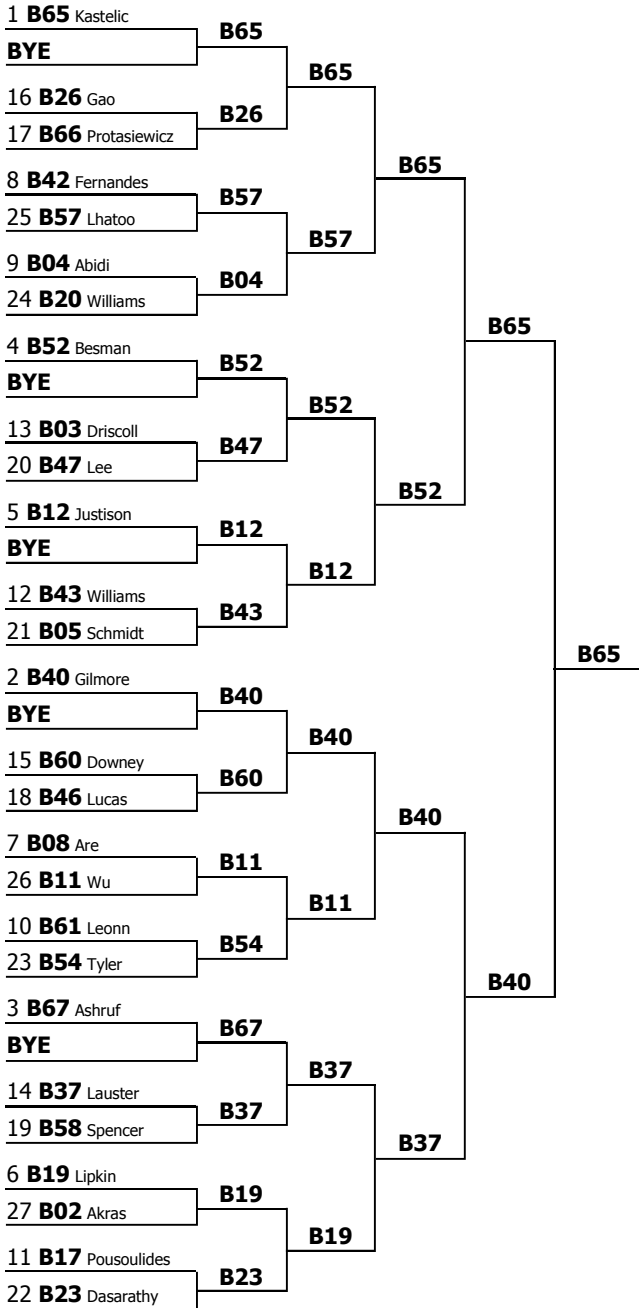 1 B65 Kastelic
BYE
16 B26 Gao
17 B66 Protasiewicz
8 B42 Fernandes
25 B57 Lhatoo
9 B04 Abidi
24 B20 Williams
4 B52 Besman
BYE
13 B03 Driscoll
20 B47 Lee
5 B12 Justison
BYE
12 B43 Williams
21 B05 Schmidt
2 B40 Gilmore
BYE
15 B60 Downey
18 B46 Lucas
7 B08 Are
26 B11 Wu
10 B61 Leonn
23 B54 Tyler
3 B67 Ashruf
BYE
14 B37 Lauster
19 B58 Spencer
6 B19 Lipkin
27 B02 Akras
11 B17 Pousoulides
22 B23 Dasarathy
B65
B26
B57
B04
B52
B47
B12
B43
B40
B60
B11
B54
B67
B37
B19
B23
B65
B57
B52
B12
B40
B11
B37
B19
B65
B52
B40
B37
B65
B40
B65